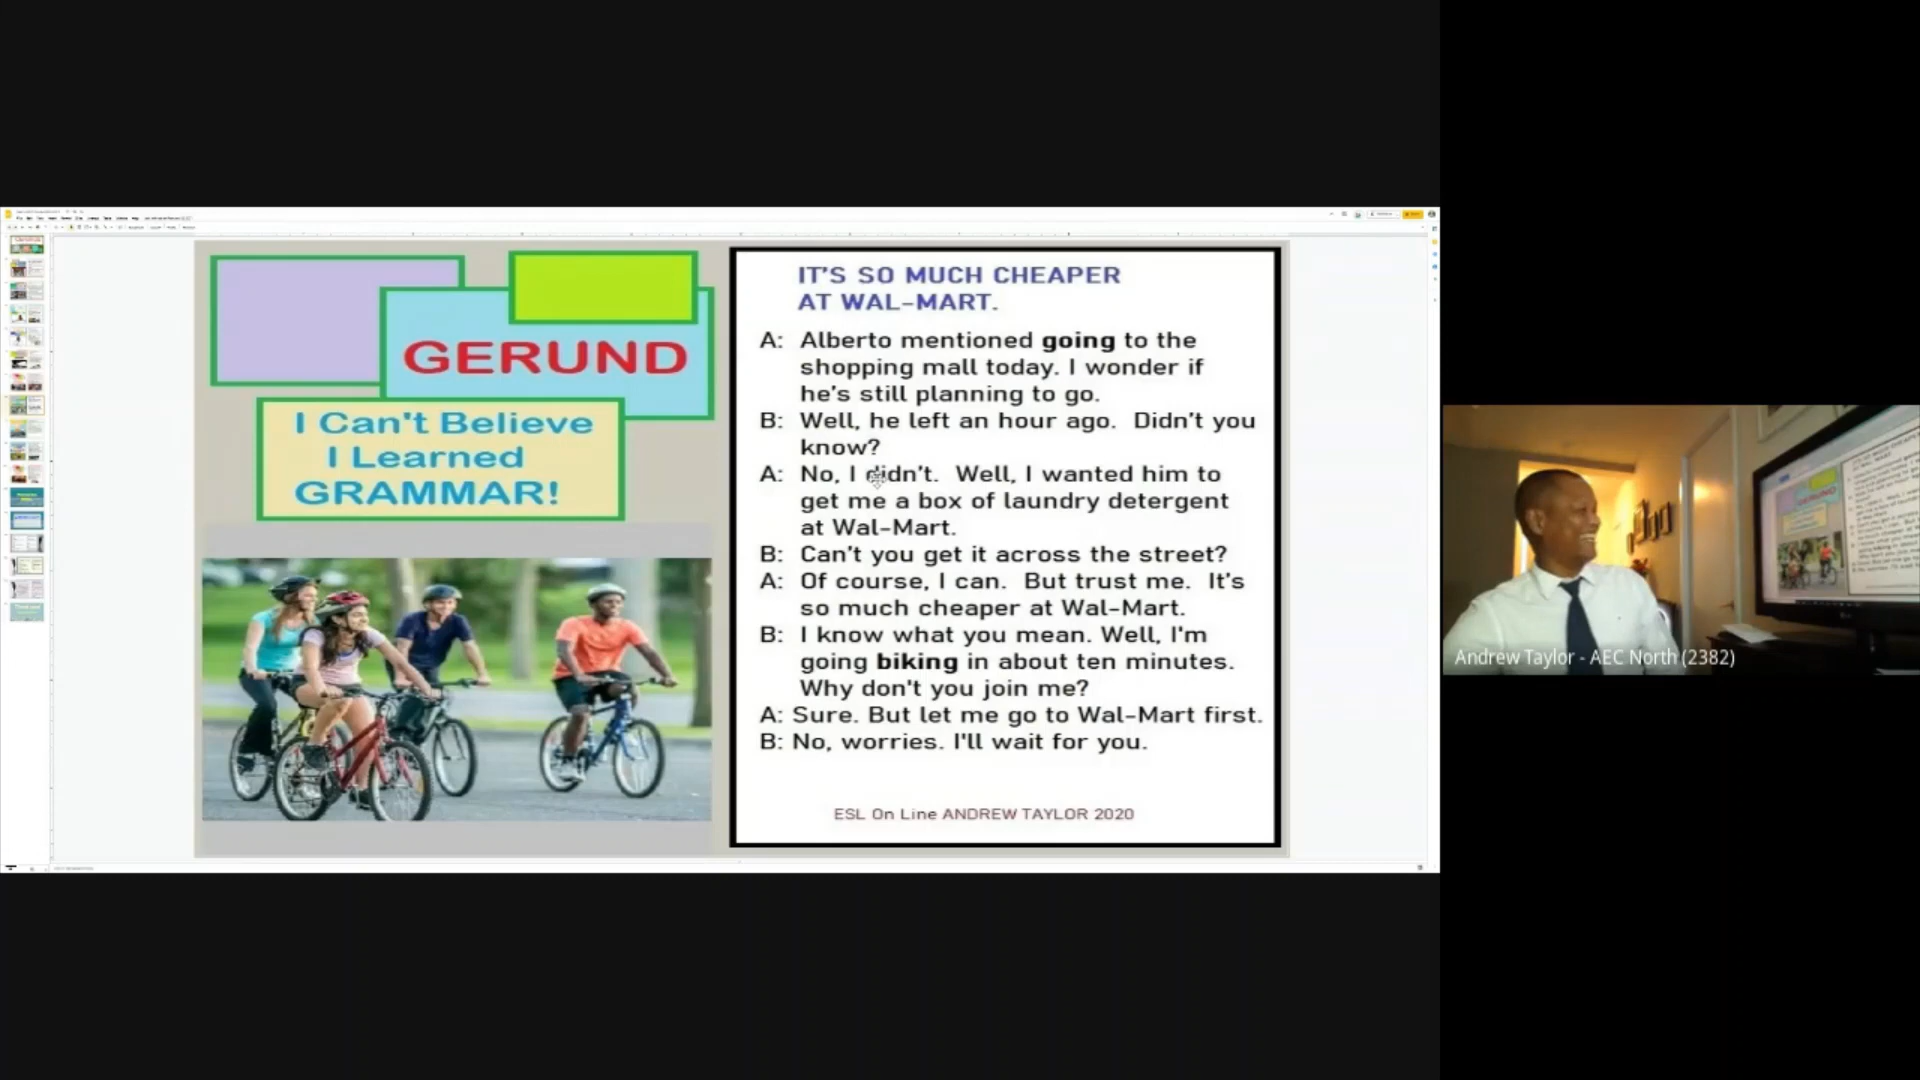 GERUND
I Can't Believe
I Learned
GRAMMAR!
IT'S SO MUCH CHEAPER
AT WAL-MART.
A: Alberto mentioned going to the
shopping mall today. I wonder if
he's still planning to go.
B: Well, he left an hour ago. Didn't you
know?
A: No, I didn't. Well, I wanted him to
get me a box of laundry detergent
at Wal-Mart.
B: Can't you get it across the street?
A: Of course, I can. But trust me. It's
so much cheaper at Wal-Mart.
B: I know what you mean. Well, I'm
going biking in about ten minutes.
Why don't you join me?
A: Sure. But let me go to Wal-Mart first.
B: No, worries. I'll wait for you.
ESL On Line ANDREW TAYLOR 2020
Andrew Taylor - AEC North (2382)